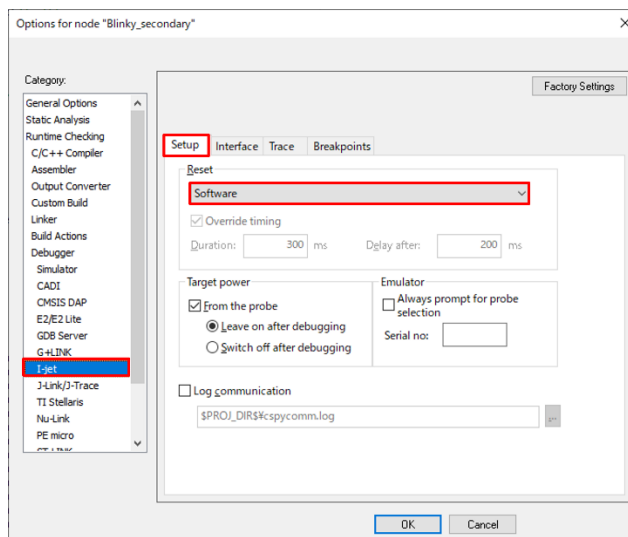 Options for node "Blinky_secondary"
Category:
Factory Settings
General Options
Static Analysis
Runtime Checking
C/C++ Compiler
Assembler
Output Converter
Custom Build
Linker
Build Actions
Debugger
Simulator
CADI
CMSIS DAP
E2/E2 Lite
GDB Server
G+LINK
I-jet
J-Link/J-Trace
TI Stellaris
Nu-Link
PE micro
ST-LINK
Setup Interface Trace Breakpoints
Reset
Software
Override timing
Duration: 300 ms Delay after: 200 ms
Target power
From the probe
Leave on after debugging
Switch off after debugging
Emulator
Always prompt for probe
selection
Serial no:
Log communication
$PROJ_DIR$¥cspycomm.log
...
OK Cancel